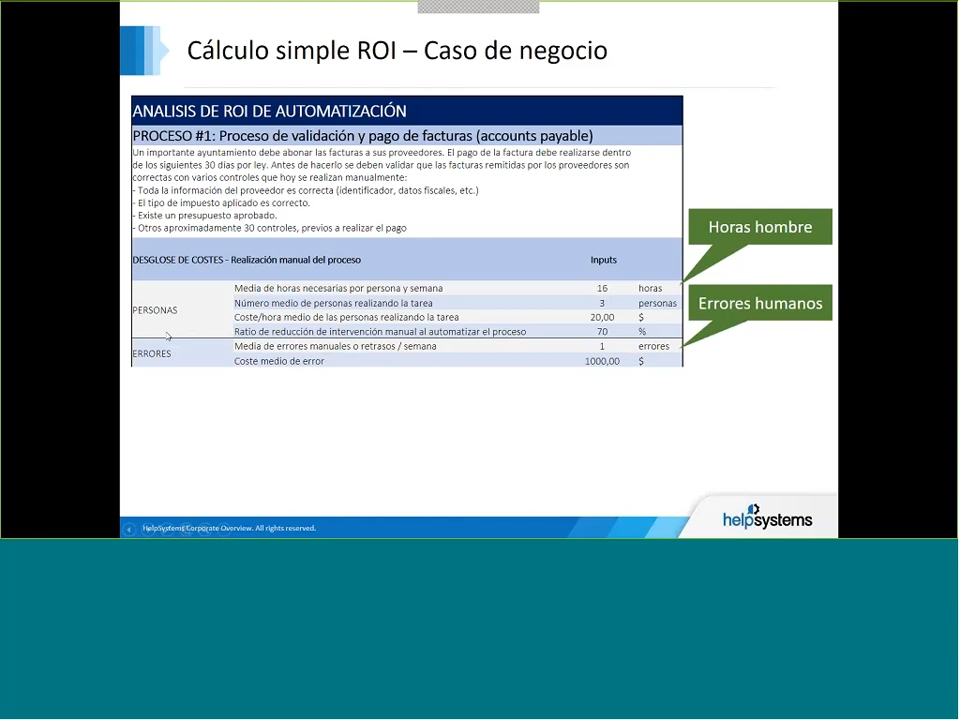 Cálculo simple ROI – Caso de negocio
ANALISIS DE ROI DE AUTOMATIZACIÓN
PROCESO #1: Proceso de validación y pago de facturas (accounts payable)
Un importante ayuntamiento debe abonar las facturas a sus proveedores. El pago de la factura debe realizarse dentro
de los siguientes 30 días por ley. Antes de hacerlo se deben validar que las facturas remitidas por los proveedores son
correctas con varios controles que hoy se realizan manualmente:
- Toda la información del proveedor es correcta (identificador, datos fiscales, etc.)
- El tipo de impuesto aplicado es correcto.
- Existe un presupuesto aprobado.
- Otros aproximadamente 30 controles, previos a realizar el pago
Horas hombre
DESGLOSE DE COSTES - Realización manual del proceso Inputs
Media de horas necesarias por persona y semana 16 horas
Errores humanos
PERSONAS
Número medio de personas realizando la tarea 3 personas
Coste/hora medio de las personas realizando la tarea 20,00 $
Ratio de reducción de intervención manual al automatizar el proceso 70 %
ERRORES
Media de errores manuales o retrasos / semana 1 errores
Coste medio de error 1000,00 $
HelpSystems Corporate Overview. All rights reserved.
helpsystems